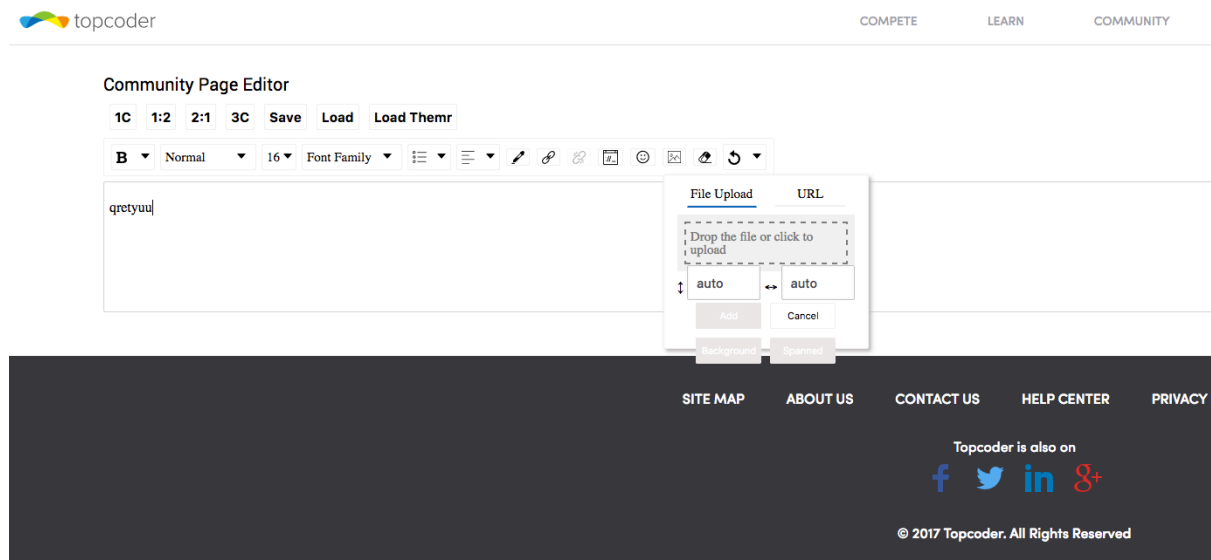 topcoder
COMPETE LEARN COMMUNITY
Community Page Editor
1C 1:2 2:1 3C Save Load Load Themr
B Normal 16 Font Family
File Upload URL
qretyuu
Drop the file or click to
upload
auto auto
Add Cancel
Background Spanned
SITE MAP ABOUT US CONTACT US HELP CENTER PRIVACY
Topcoder is also on
f in g+
© 2017 Topcoder. All Rights Reserved